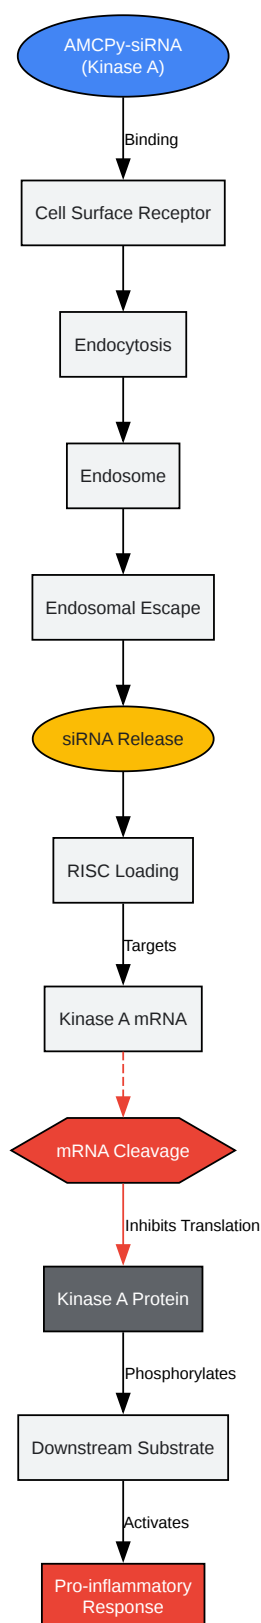 AMCPy-siRNA
(Kinase A)
Binding
Cell Surface Receptor
Endocytosis
Endosome
Endosomal Escape
siRNA Release
RISC Loading
Targets
Kinase A mRNA
mRNA Cleavage
Inhibits Translation
Kinase A Protein
Phosphorylates
Downstream Substrate
Activates
Pro-inflammatory
Response